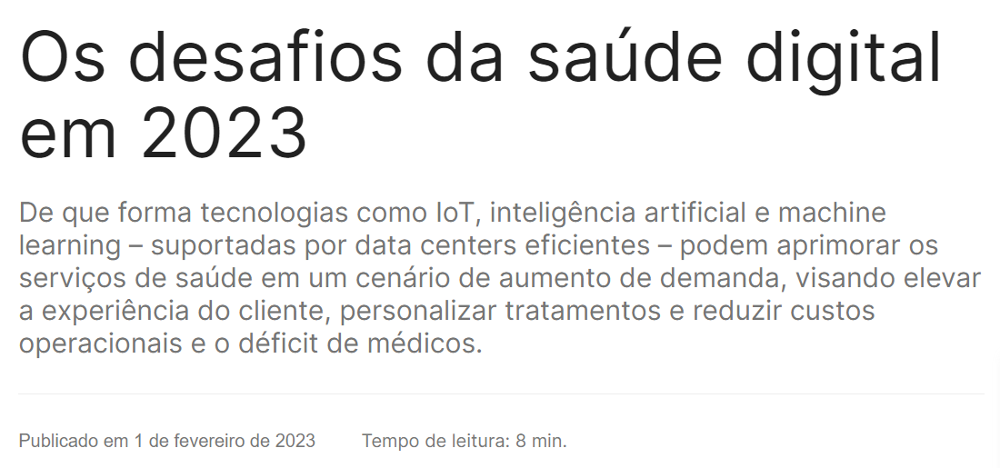 Os desafios da saúde digital
em 2023
De que forma tecnologias como IoT, inteligência artificial e machine
learning – suportadas por data centers eficientes – podem aprimorar os
serviços de saúde em um cenário de aumento de demanda, visando elevar
a experiência do cliente, personalizar tratamentos e reduzir custos
operacionais e o déficit de médicos.
Publicado em 1 de fevereiro de 2023 Tempo de leitura: 8 min.